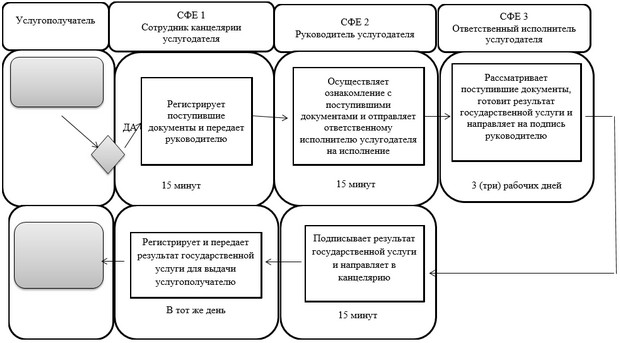 Услугополучатель
СФЕ 1
Сотрудник канцелярии
услугодателя
СФЕ 2
Руководитель услугодателя
СФЕ 3
Ответственный исполнитель
услугодателя
ДА
Регистрирует
поступившие
документы и передает
руководителю
15 минут
Осуществляет
ознакомление с
поступившими
документами и отправляет
ответственному
исполнителю услугодателя
на исполнение
15 минут
Рассматривает
поступившие документы,
готовит результат
государственной услуги и
направляет на подпись
руководителю
3 (три) рабочих дней
Регистрирует и передает
результат государственной
услуги для выдачи
услугополучателю
В тот же день
Подписывает результат
государственной услуги
и направляет в
канцелярию
15 минут